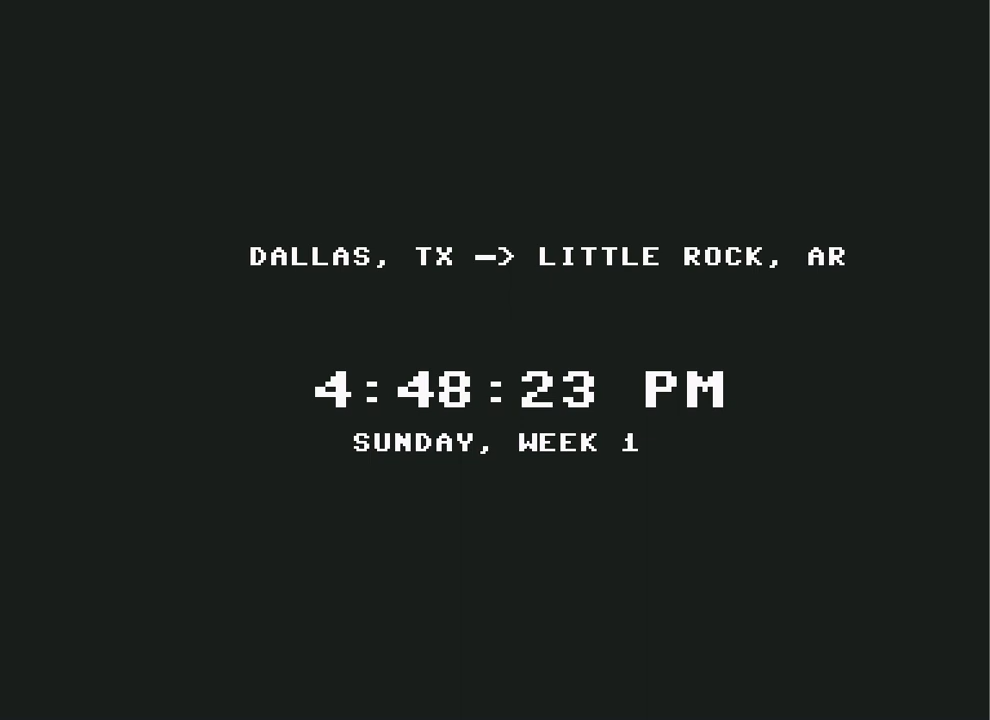 DALLAS, TX —> LITTLE ROCK, AR
4:48:23 PM
SUNDAY, WEEK 1